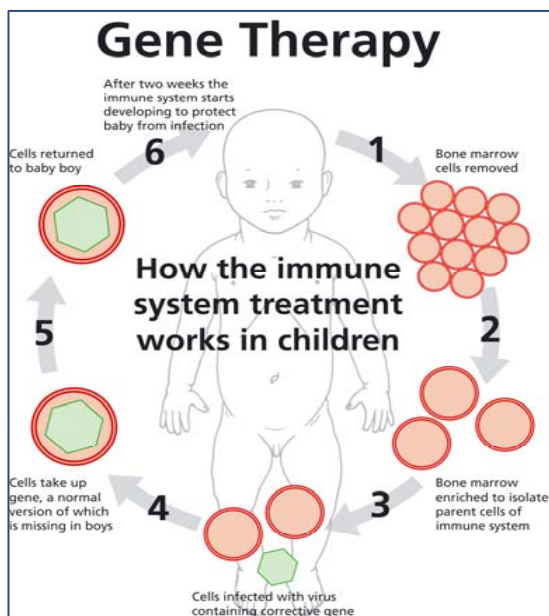 Gene Therapy
After two weeks the
immune system starts
developing to protect
baby from infection
6
1
Cells returned
to baby boy
Bone marrow
cells removed
How the immune
system treatment
works in children
5
2
Cells take up
gene, a normal
version of which
is missing in boys
4
3
Bone marrow
enriched to isolate
parent cells of
immune system
Cells infected with virus
containing corrective gene